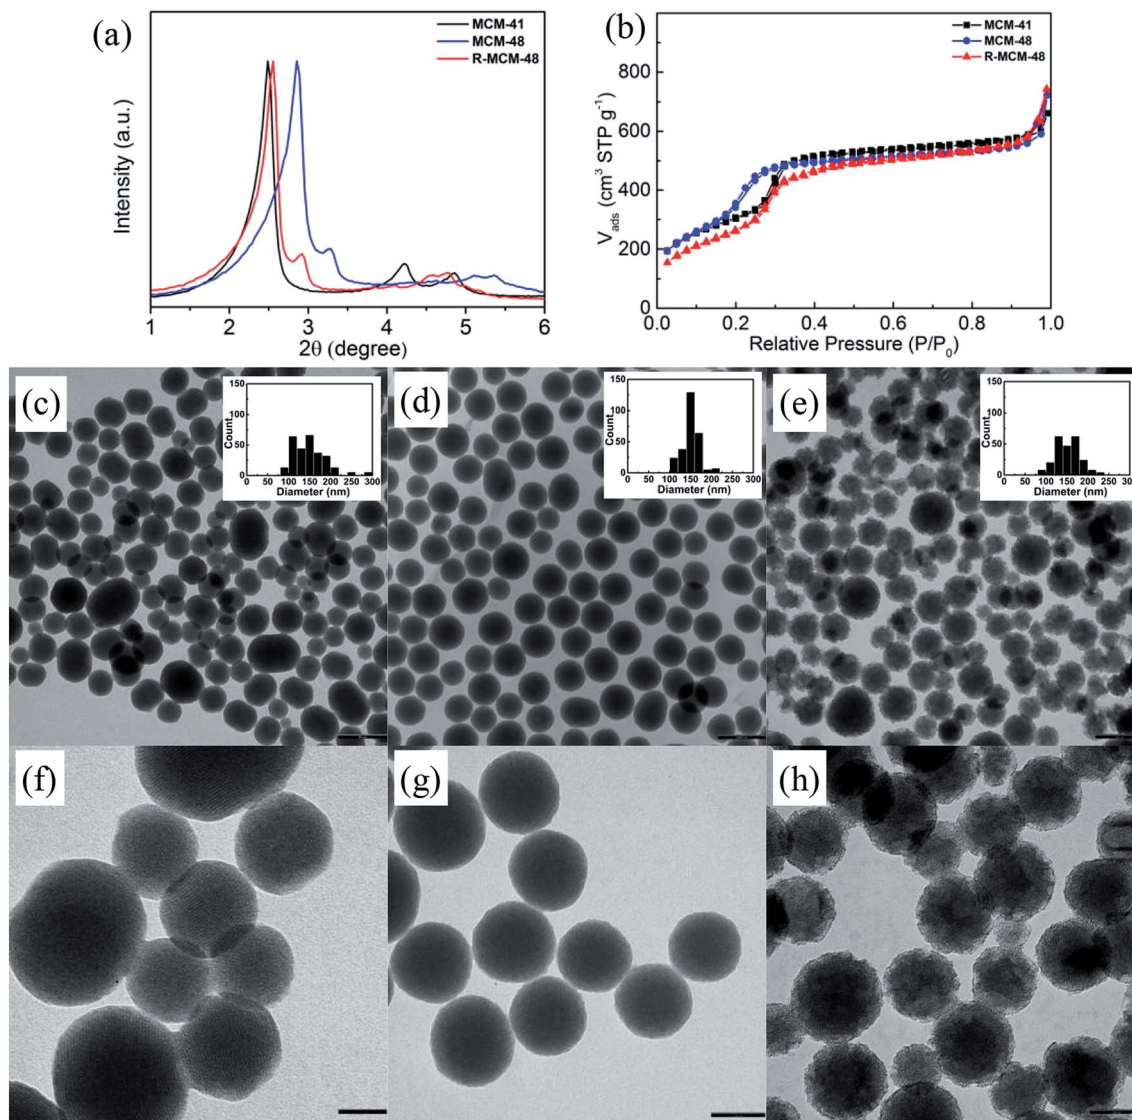 (a)
MCM-41
MCM-48
R-MCM-48
Intensity (a.u.)
1 2 3 4 5 6
2θ (degree)
(b)
MCM-41
MCM-48
R-MCM-48
V_ads (cm³ STP g⁻¹)
800
600
400
200
0
0.0 0.2 0.4 0.6 0.8 1.0
Relative Pressure (P/P₀)
(c)
150
100
50
0
Count
0 50 100 150 200 250 300
Diameter (nm)
(d)
150
100
50
0
Count
0 50 100 150 200 250 300
Diameter (nm)
(e)
150
100
50
0
Count
0 50 100 150 200 250 300
Diameter (nm)
(f)
(g)
(h)